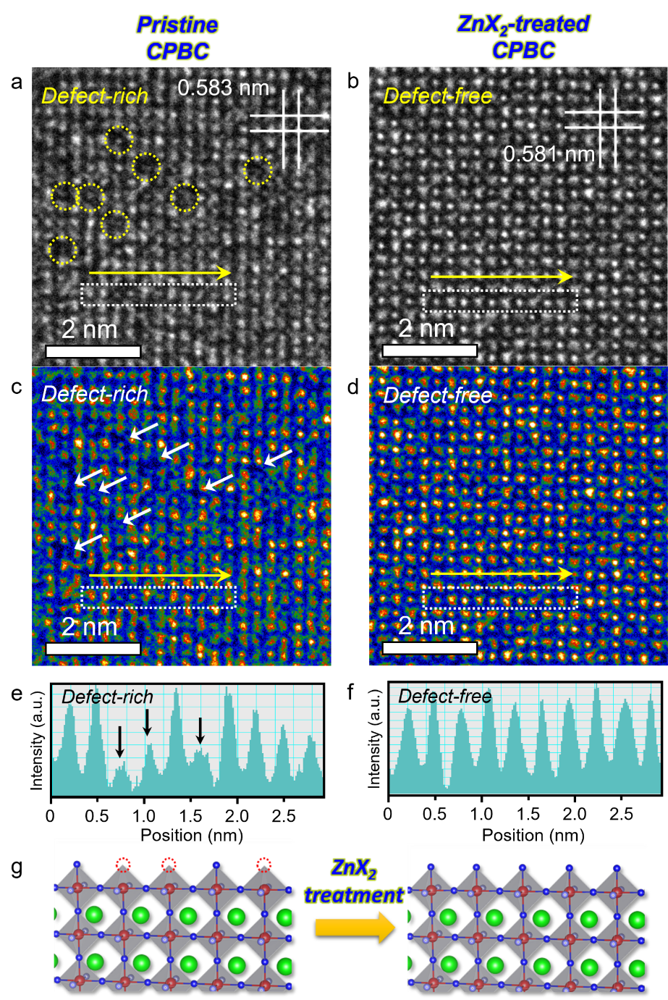 Pristine
CPBC
ZnX₂-treated
CPBC
a
Defect-rich
0.583 nm
2 nm
b
Defect-free
0.581 nm
2 nm
c
Defect-rich
2 nm
d
Defect-free
2 nm
e
Defect-rich
Intensity (a.u.)
0 0.5 1.0 1.5 2.0 2.5
Position (nm)
f
Defect-free
Intensity (a.u.)
0 0.5 1.0 1.5 2.0 2.5
Position (nm)
g
ZnX₂
treatment